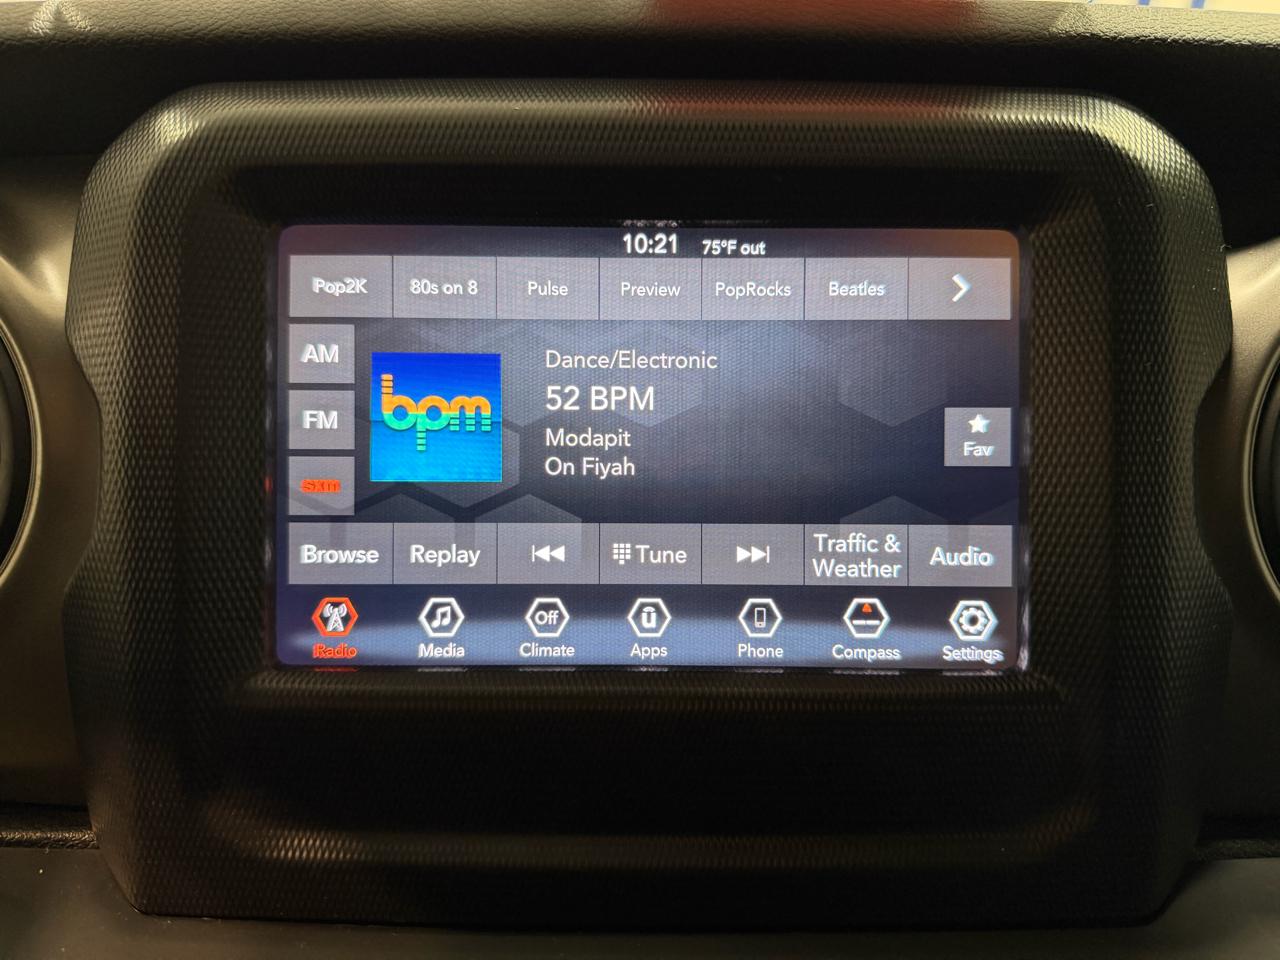 10:21 75°F out
Pop2K 80s on 8 Pulse Preview PopRocks Beatles
AM
FM
sxm
bpm
Dance/Electronic
52 BPM
Modapit
On Fiyah
Fav
Browse Replay Tune Traffic & Weather Audio
Off
ū
Radio Media Climate Apps Phone Compass Settings